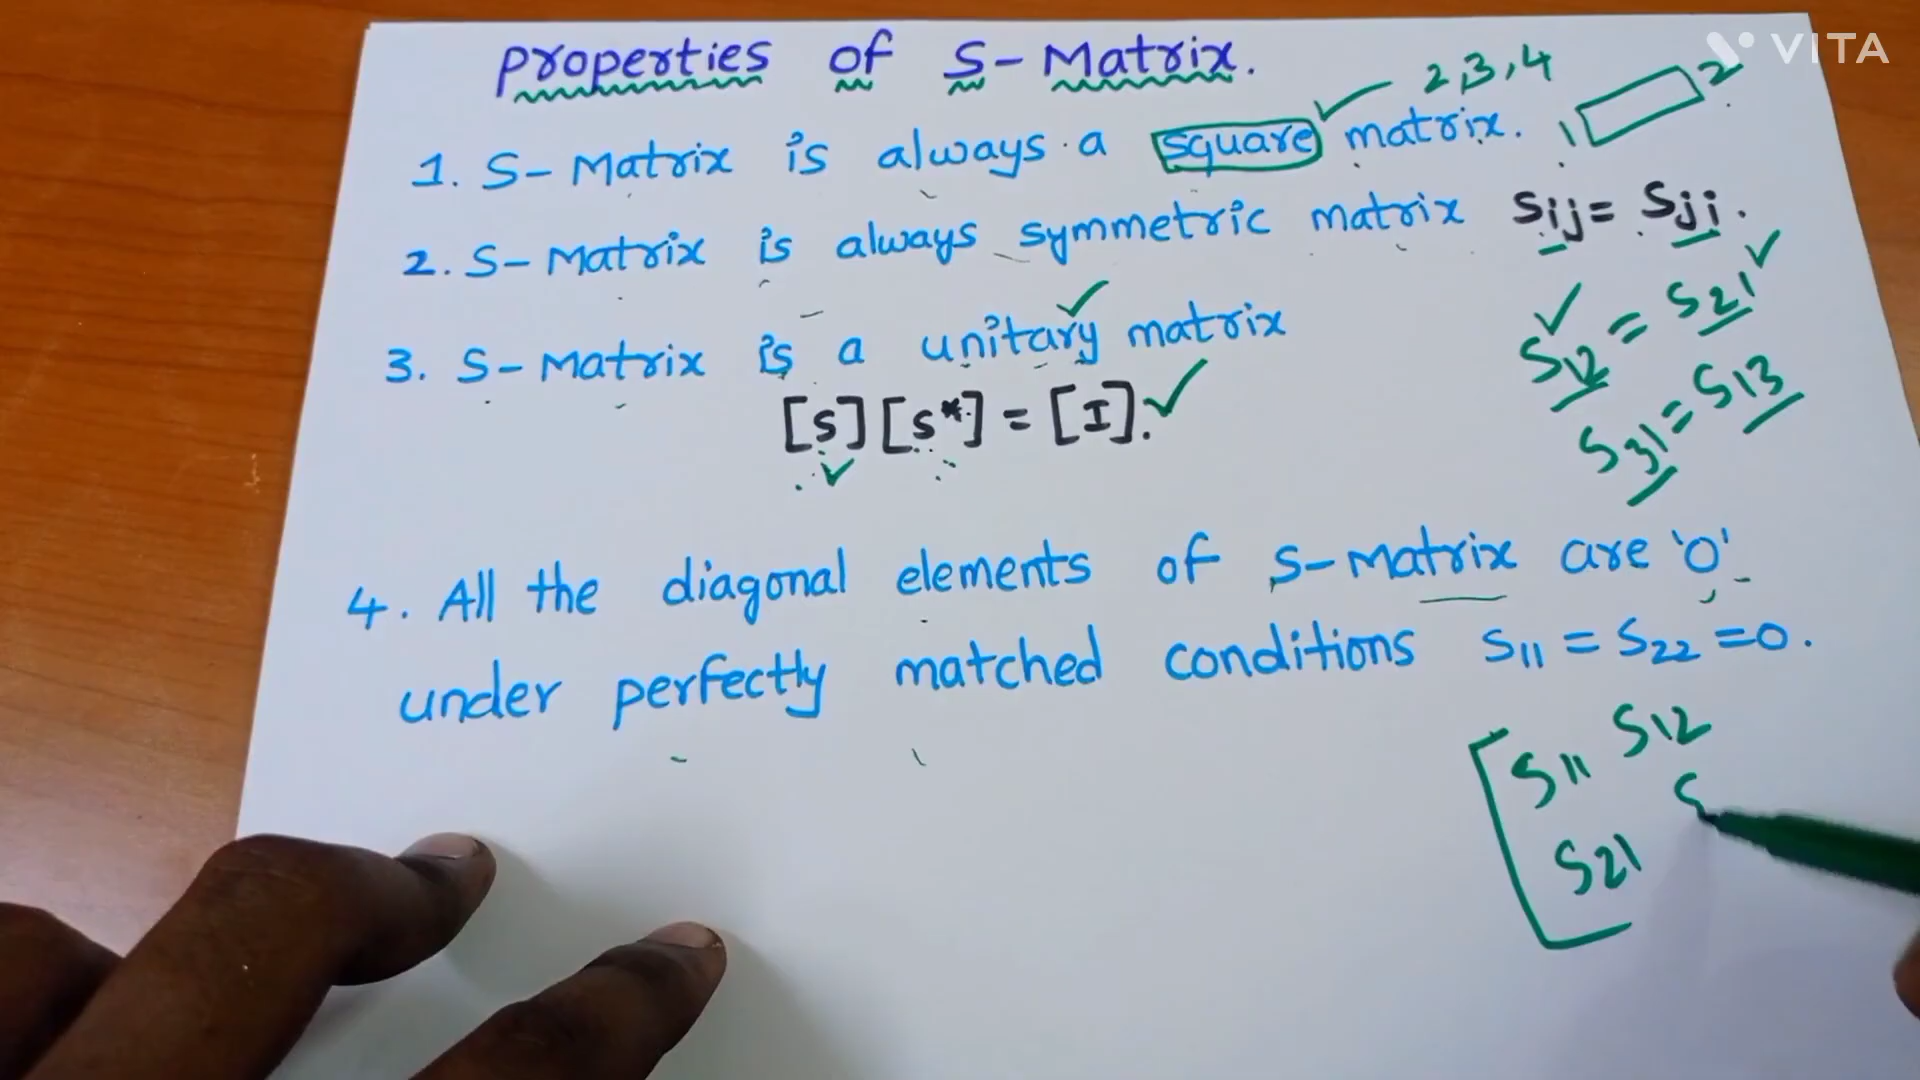 VITA
Properties of S-Matrix.
2,3,4
1. S-Matrix is always a square matrix.
1 2
2. S-Matrix is always symmetric matrix Sij = Sji.
S12 = S21
3. S-Matrix is a unitary matrix
S31 = S13
[S][S*] = [I].
4. All the diagonal elements of S-Matrix are '0'
under perfectly matched conditions S11 = S22 = 0.
S11 S12
S21 S